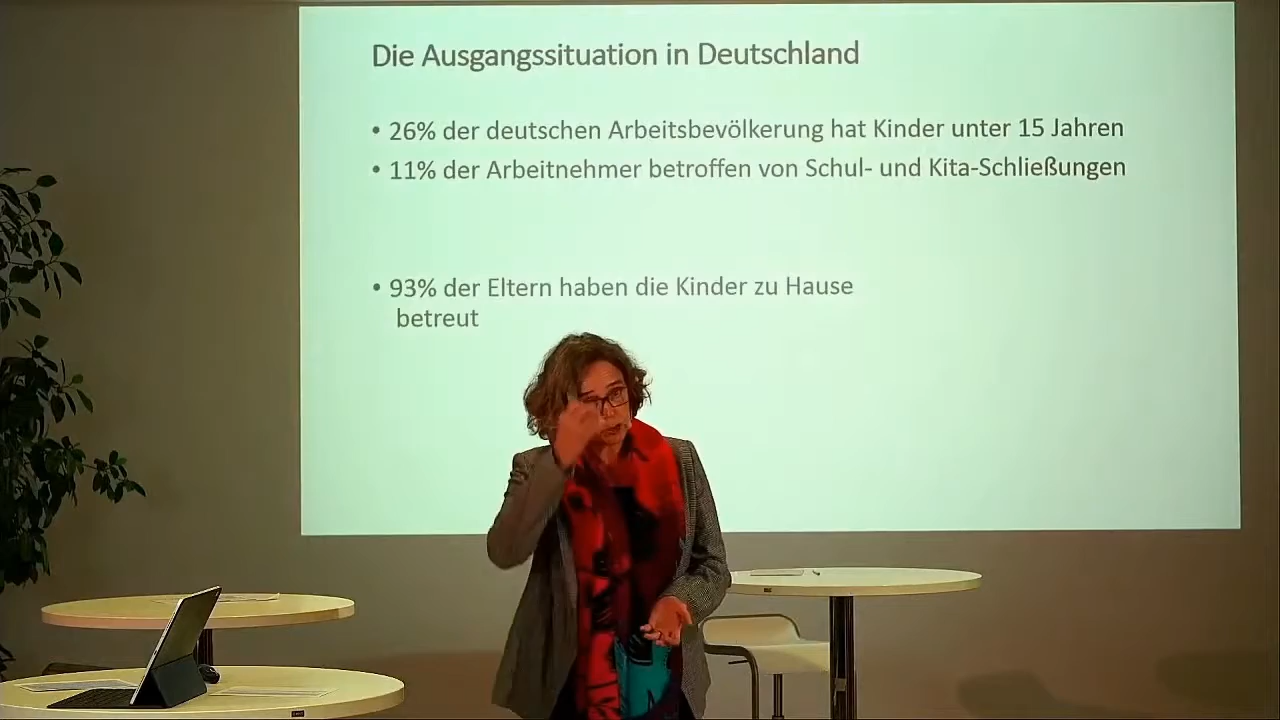 Die Ausgangssituation in Deutschland
• 26% der deutschen Arbeitsbevölkerung hat Kinder unter 15 Jahren
• 11% der Arbeitnehmer betroffen von Schul- und Kita-Schließungen
• 93% der Eltern haben die Kinder zu Hause
betreut